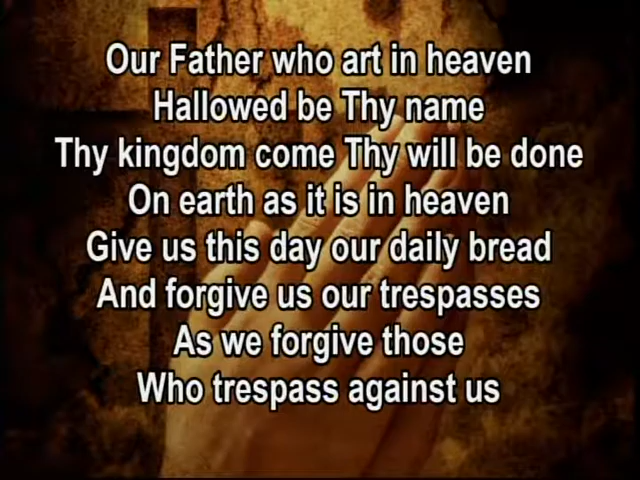 Our Father who art in heaven
Hallowed be Thy name
Thy kingdom come Thy will be done
On earth as it is in heaven
Give us this day our daily bread
And forgive us our trespasses
As we forgive those
Who trespass against us